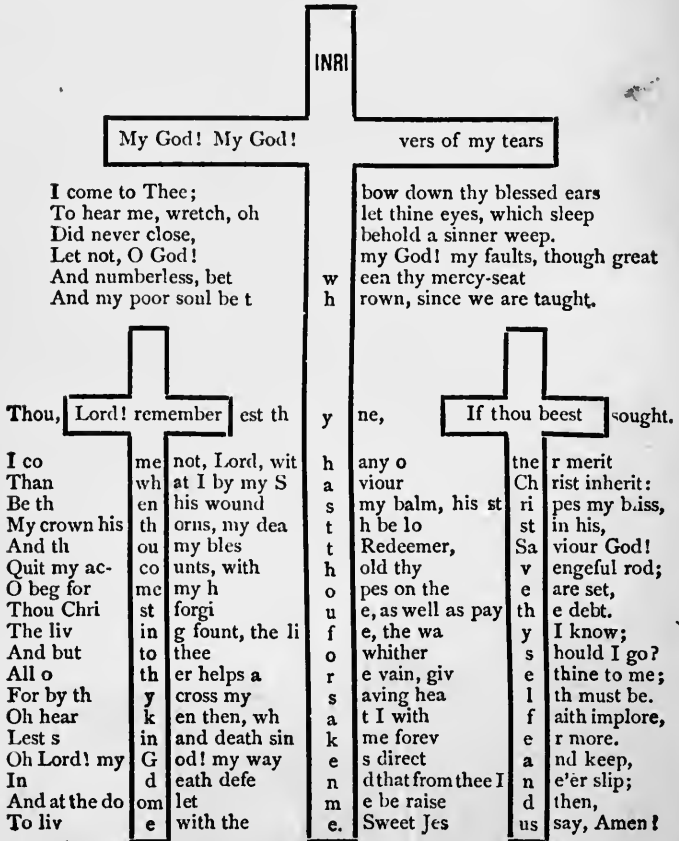 INRI
My God! My God! vers of my tears
I come to Thee; bow down thy blessed ears
To hear me, wretch, oh let thine eyes, which sleep
Did never close, behold a sinner weep.
Let not, O God! my God! my faults, though great
And numberless, bet w een thy mercy-seat
And my poor soul be t h rown, since we are taught.
Thou, Lord! remember est th y ne, If thou beest sought.
I co me not, Lord, wit h any o tne r merit
Than wh at I by my S a viour Ch rist inherit:
Be th en his wound s my balm, his st ri pes my b.iss,
My crown his th orns, my dea t h be lo st in his,
And th ou my bles t Redeemer, Sa viour God!
Quit my ac- co unts, with h old thy v engeful rod;
O beg for me my h o pes on the e are set,
Thou Chri st forgi u e, as well as pay th e debt.
The liv in g fount, the li f e, the wa y I know;
And but to thee o whither s hould I go?
All o th er helps a r e vain, giv e thine to me;
For by th y cross my s aving hea l th must be.
Oh hear k en then, wh a t I with f aith implore,
Lest s in and death sin k me forev e r more.
Oh Lord! my G od! my way e s direct a nd keep,
In d eath defe n d that from thee I n e'er slip;
And at the do om let m e be raise d then,
To liv e with the e. Sweet Jes us say, Amen!